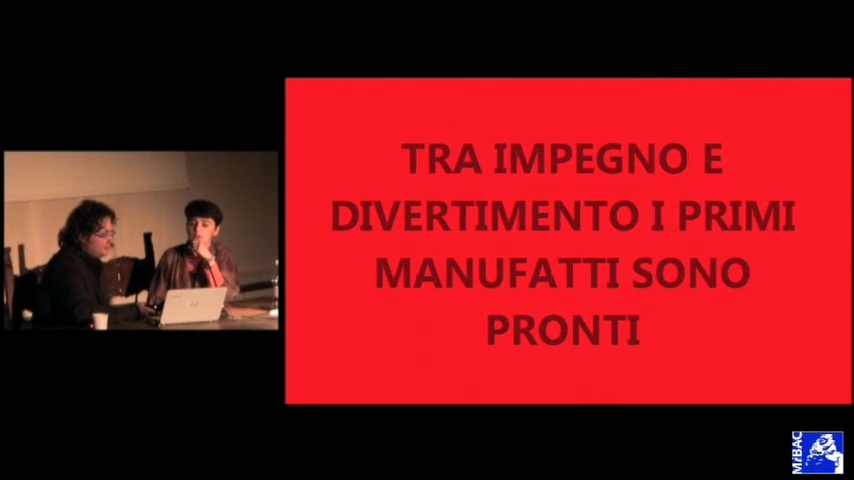 TRA IMPEGNO E
DIVERTIMENTO I PRIMI
MANUFATTI SONO
PRONTI
MiBAC